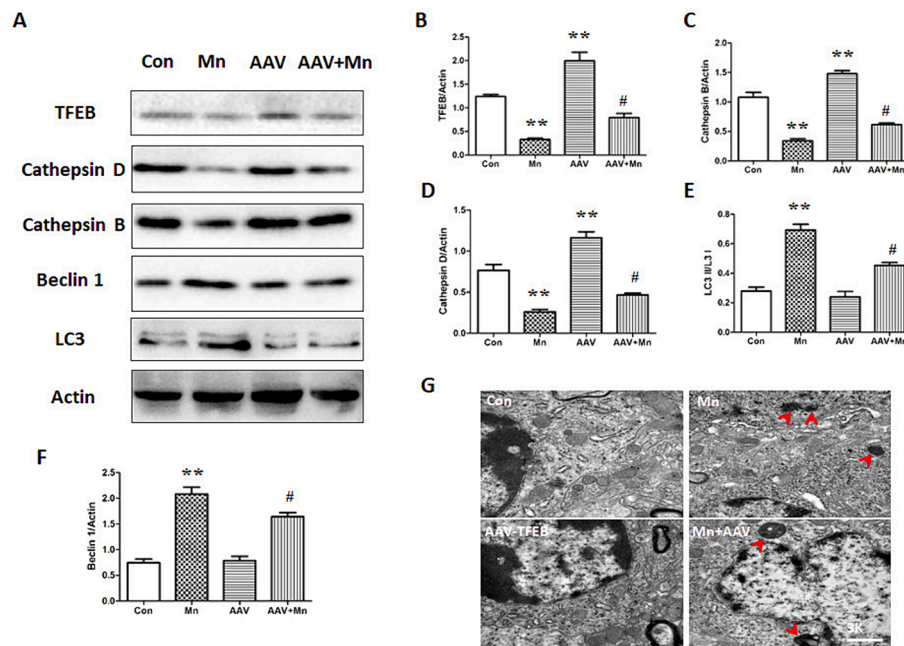 A
Con Mn AAV AAV+Mn
TFEB
Cathepsin D
Cathepsin B
Beclin 1
LC3
Actin
B
TFEB/Actin
2.5
2.0
1.5
1.0
0.5
0.0
**
**
#
Con Mn AAV AAV+Mn
C
Cathepsin B/Actin
2.0
1.5
1.0
0.5
0.0
**
**
#
Con Mn AAV AAV+Mn
D
Cathepsin D/Actin
1.5
1.0
0.5
0.0
**
**
#
Con Mn AAV AAV+Mn
E
LC3 II/L3 I
0.8
0.6
0.4
0.2
0.0
**
#
Con Mn AAV AAV+Mn
F
Beclin 1/Actin
2.5
2.0
1.5
1.0
0.5
0.0
**
#
Con Mn AAV AAV+Mn
G
Con
Mn
AAV-TFEB
Mn+AAV
3K